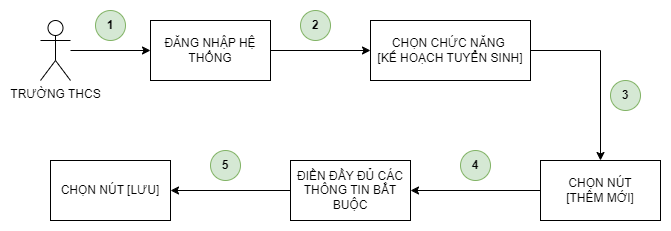 1
2
ĐĂNG NHẬP HỆ
THỐNG
CHỌN CHỨC NĂNG
[KẾ HOẠCH TUYỂN SINH]
TRƯỜNG THCS
3
5
4
CHỌN NÚT [LƯU]
ĐIỀN ĐẦY ĐỦ CÁC
THÔNG TIN BẮT
BUỘC
CHỌN NÚT
[THÊM MỚI]